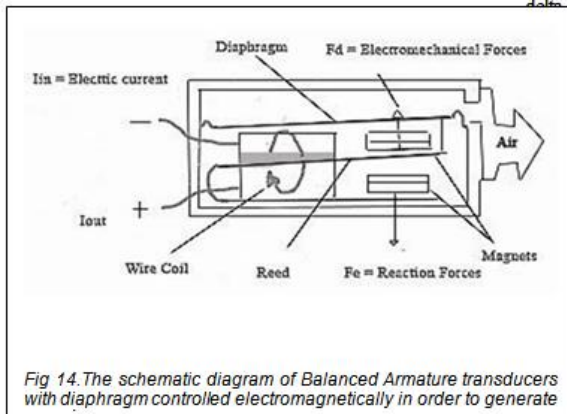 Diaphragm
Fd = Electromechanical Forces
Iin = Electtic current
Air
Iout
Wire Coil
Reed
Fe = Reaction Forces
Magnets
Fig 14.The schematic diagram of Balanced Armature transducers
with diaphragm controlled electromagnetically in order to generate